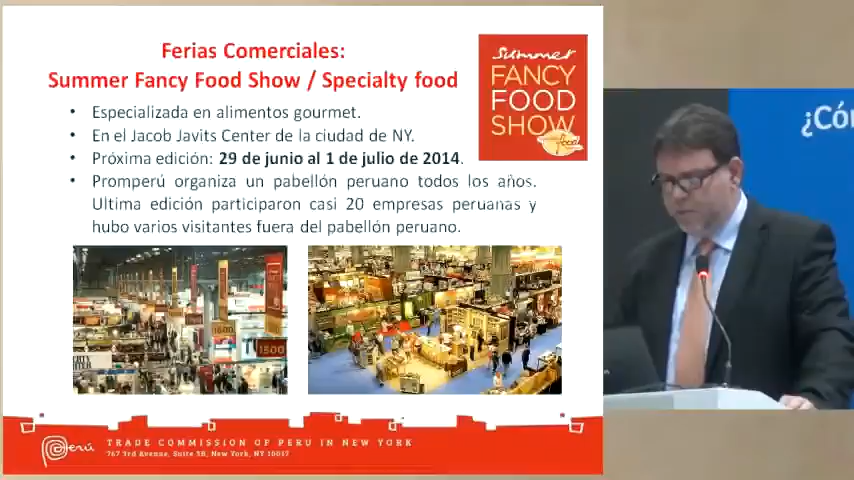 Ferias Comerciales:
Summer Fancy Food Show / Specialty food
Summer
FANCY
FOOD
SHOW
food
• Especializada en alimentos gourmet.
• En el Jacob Javits Center de la ciudad de NY.
• Próxima edición: 29 de junio al 1 de julio de 2014.
• Promperú organiza un pabellón peruano todos los años.
Ultima edición participaron casi 20 empresas peruanas y
hubo varios visitantes fuera del pabellón peruano.
¿Cóm
1600
1500
Perú
TRADE COMMISSION OF PERU IN NEW YORK
767 3rd Avenue, Suite 3B, New York, NY 10017